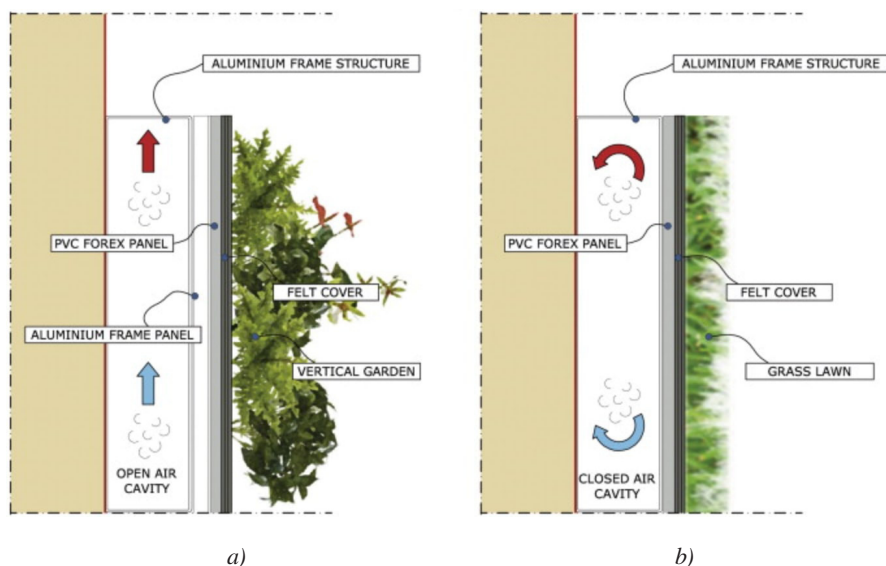 ALUMINIUM FRAME STRUCTURE
PVC FOREX PANEL
FELT COVER
ALUMINIUM FRAME PANEL
VERTICAL GARDEN
OPEN AIR
CAVITY
a)
ALUMINIUM FRAME STRUCTURE
PVC FOREX PANEL
FELT COVER
GRASS LAWN
CLOSED AIR
CAVITY
b)